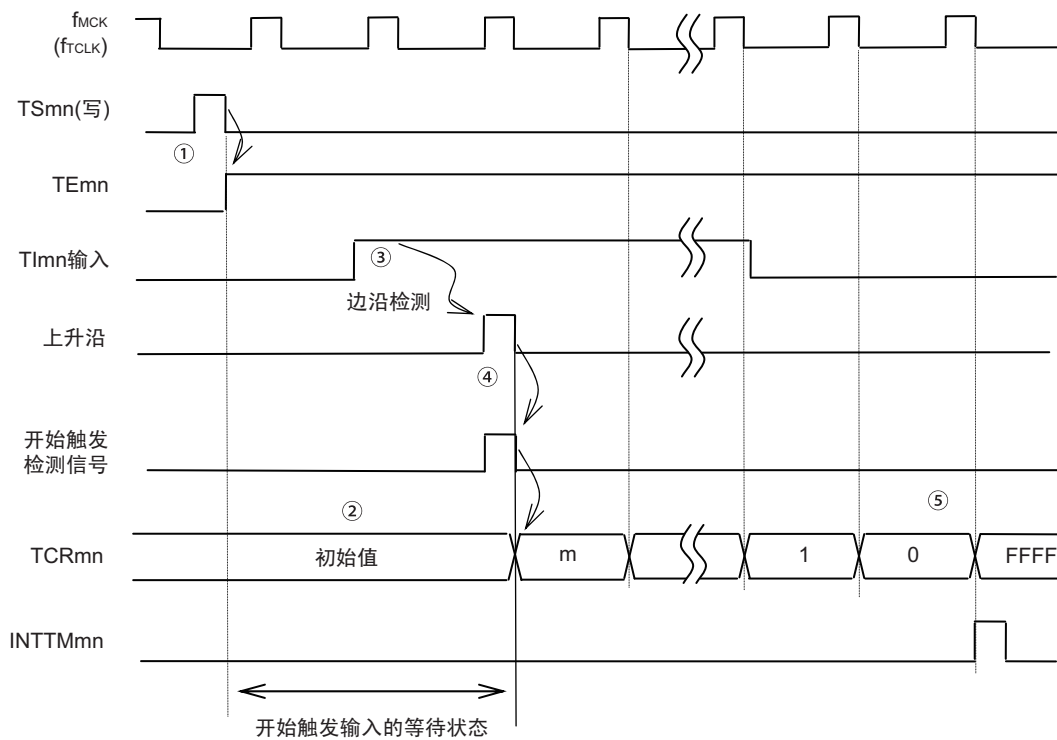 fMCK
(fTCLK)
TSmn(写)
①
TEmn
TImn输入
③
边沿检测
上升沿
④
开始触发
检测信号
②
⑤
TCRmn
初始值
m
1
0
FFFF
INTTMmn
开始触发输入的等待状态